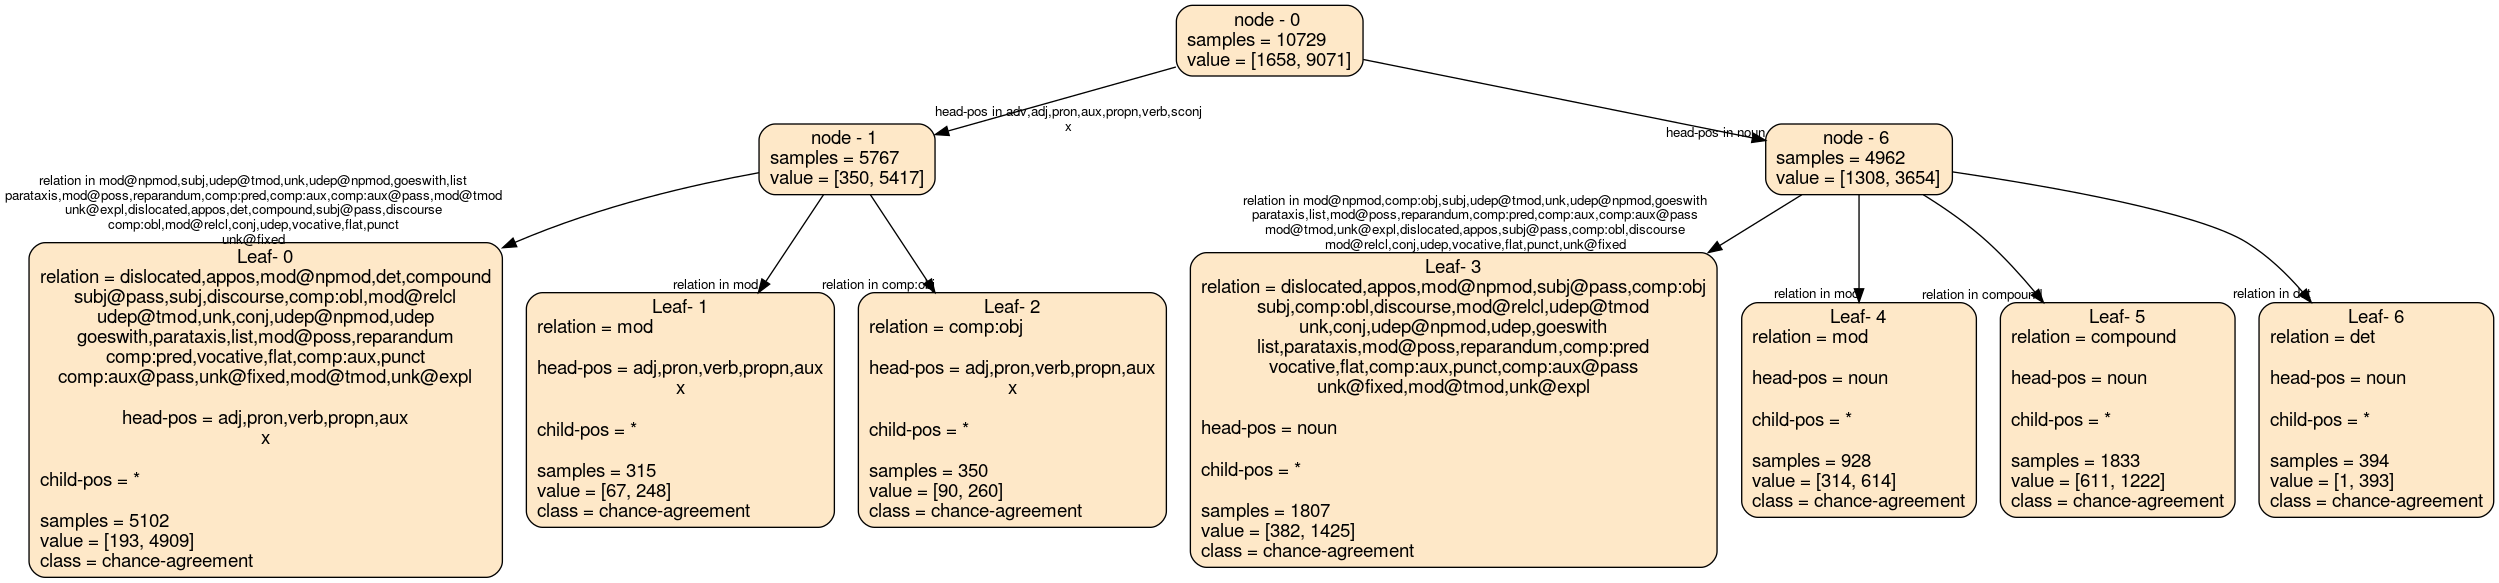 node - 0
samples = 10729
value = [1658, 9071]
head-pos in adv,adj,pron,aux,propn,verb,sconj
x
head-pos in noun
node - 1
samples = 5767
value = [350, 5417]
node - 6
samples = 4962
value = [1308, 3654]
relation in mod@npmod,subj,udep@tmod,unk,udep@npmod,goeswith,list
parataxis,mod@poss,reparandum,comp:pred,comp:aux,comp:aux@pass,mod@tmod
unk@expl,dislocated,appos,det,compound,subj@pass,discourse
comp:obl,mod@relcl,conj,udep,vocative,flat,punct
unk@fixed
relation in mod
relation in comp:obj
relation in mod@npmod,comp:obj,subj,udep@tmod,unk,udep@npmod,goeswith
parataxis,list,mod@poss,reparandum,comp:pred,comp:aux,comp:aux@pass
mod@tmod,unk@expl,dislocated,appos,subj@pass,comp:obl,discourse
mod@relcl,conj,udep,vocative,flat,punct,unk@fixed
relation in mod
relation in compound
relation in det
Leaf- 0
relation = dislocated,appos,mod@npmod,det,compound
subj@pass,subj,discourse,comp:obl,mod@relcl
udep@tmod,unk,conj,udep@npmod,udep
goeswith,parataxis,list,mod@poss,reparandum
comp:pred,vocative,flat,comp:aux,punct
comp:aux@pass,unk@fixed,mod@tmod,unk@expl
head-pos = adj,pron,verb,propn,aux
x
child-pos = *
samples = 5102
value = [193, 4909]
class = chance-agreement
Leaf- 1
relation = mod
head-pos = adj,pron,verb,propn,aux
x
child-pos = *
samples = 315
value = [67, 248]
class = chance-agreement
Leaf- 2
relation = comp:obj
head-pos = adj,pron,verb,propn,aux
x
child-pos = *
samples = 350
value = [90, 260]
class = chance-agreement
Leaf- 3
relation = dislocated,appos,mod@npmod,subj@pass,comp:obj
subj,comp:obl,discourse,mod@relcl,udep@tmod
unk,conj,udep@npmod,udep,goeswith
list,parataxis,mod@poss,reparandum,comp:pred
vocative,flat,comp:aux,punct,comp:aux@pass
unk@fixed,mod@tmod,unk@expl
head-pos = noun
child-pos = *
samples = 1807
value = [382, 1425]
class = chance-agreement
Leaf- 4
relation = mod
head-pos = noun
child-pos = *
samples = 928
value = [314, 614]
class = chance-agreement
Leaf- 5
relation = compound
head-pos = noun
child-pos = *
samples = 1833
value = [611, 1222]
class = chance-agreement
Leaf- 6
relation = det
head-pos = noun
child-pos = *
samples = 394
value = [1, 393]
class = chance-agreement